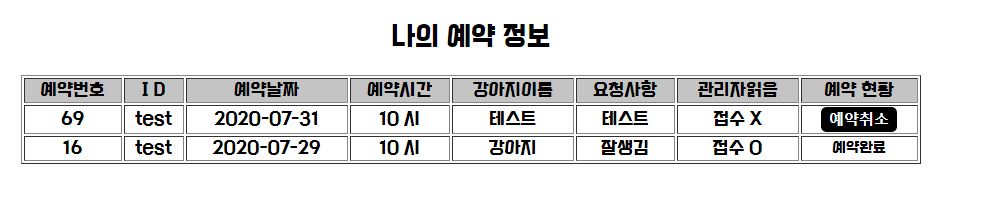 나의 예약 정보
예약번호 I D 예약날짜 예약시간 강아지이름 요청사항 관리자읽음 예약 현황
69 test 2020-07-31 10 시 테스트 테스트 접수 X 예약취소
16 test 2020-07-29 10 시 강아지 잘생김 접수 O 예약완료